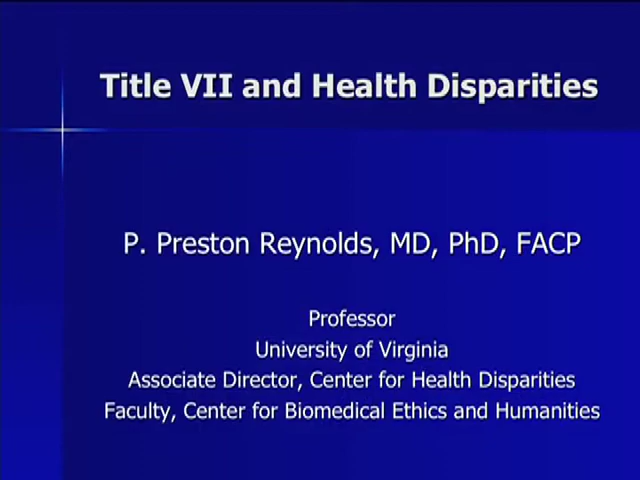 Title VII and Health Disparities
P. Preston Reynolds, MD, PhD, FACP
Professor
University of Virginia
Associate Director, Center for Health Disparities
Faculty, Center for Biomedical Ethics and Humanities